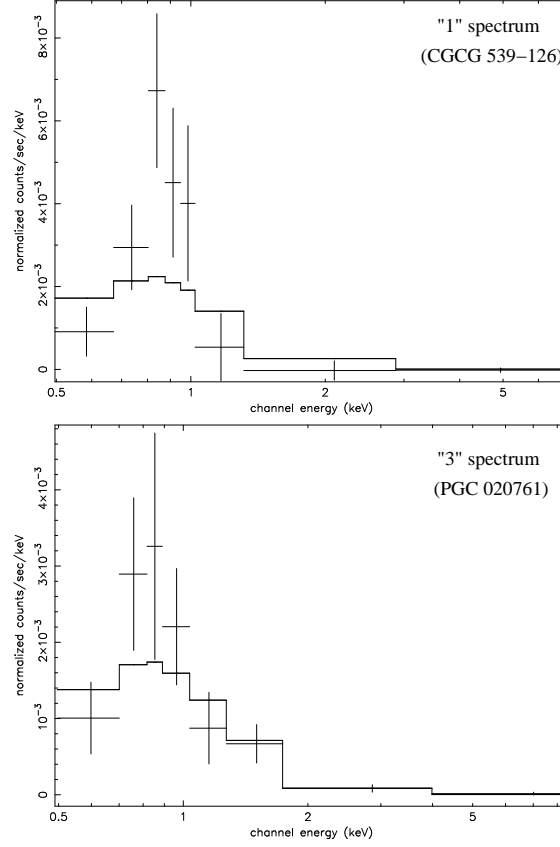 "1" spectrum
(CGCG 539−126)
8×10⁻³
6×10⁻³
4×10⁻³
2×10⁻³
0
normalized counts/sec/keV
0.5 1 2 5
channel energy (keV)
"3" spectrum
(PGC 020761)
4×10⁻³
3×10⁻³
2×10⁻³
10⁻³
0
normalized counts/sec/keV
0.5 1 2 5
channel energy (keV)